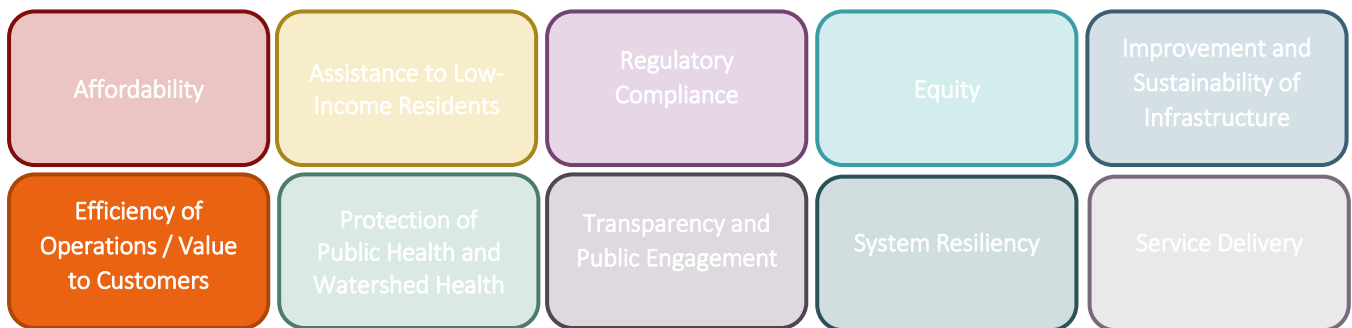 Affordability
Assistance to Low-
Income Residents
Regulatory
Compliance
Equity
Improvement and
Sustainability of
Infrastructure
Efficiency of
Operations / Value
to Customers
Protection of
Public Health and
Watershed Health
Transparency and
Public Engagement
System Resiliency
Service Delivery